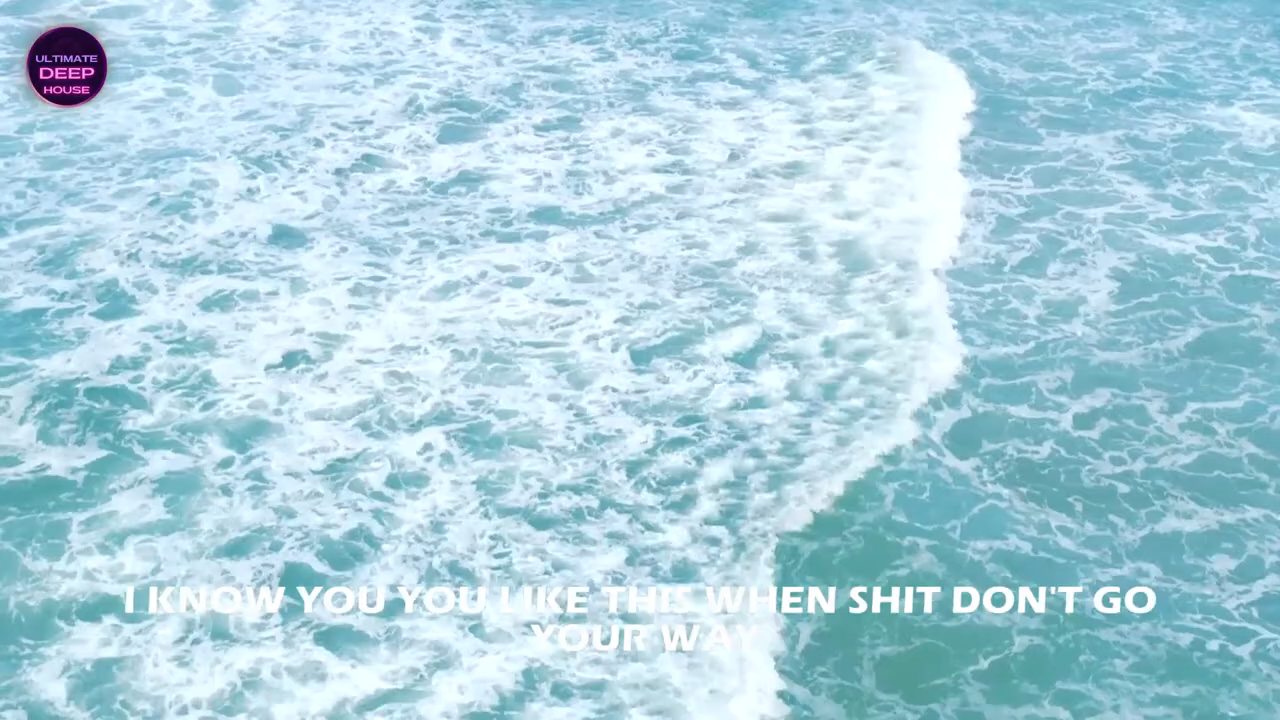 ULTIMATE
DEEP
HOUSE
I KNOW YOU YOU LIKE THIS WHEN SHIT DON'T GO
YOUR WAY